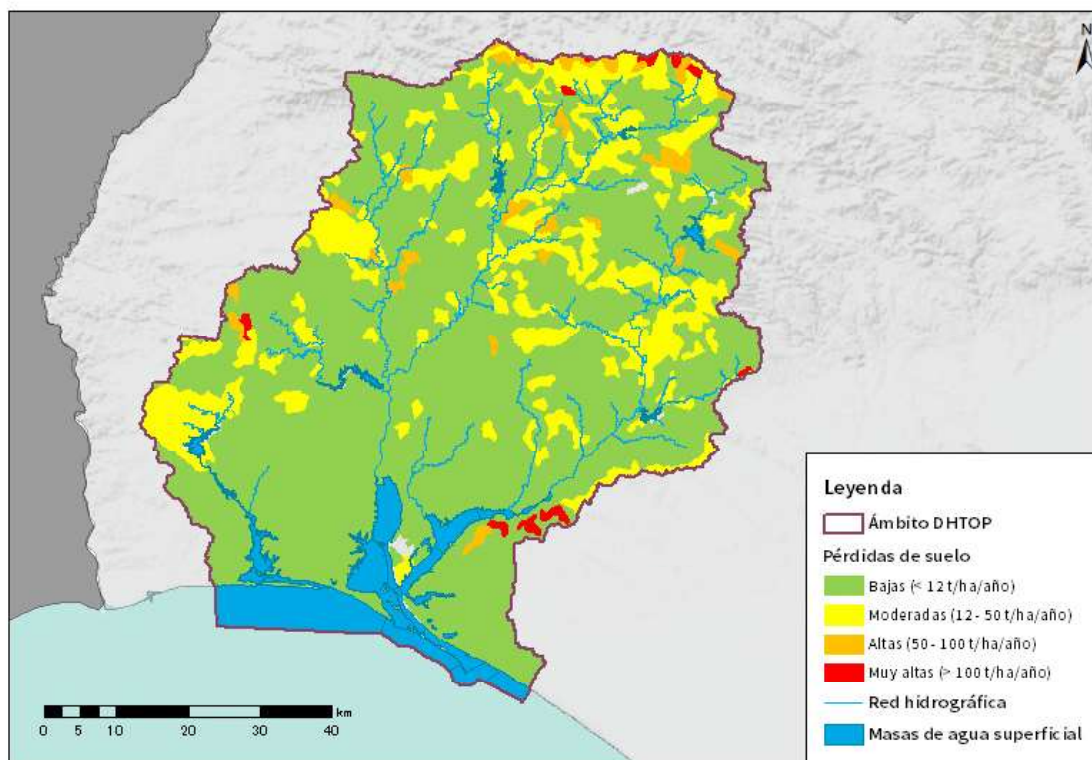 N
Leyenda
Ámbito DHTOP
Pérdidas de suelo
Bajas (< 12 t/ha/año)
Moderadas (12 - 50 t/ha/año)
Altas (50 - 100 t/ha/año)
Muy altas (> 100 t/ha/año)
Red hidrográfica
Masas de agua superficial
km
0 5 10 20 30 40